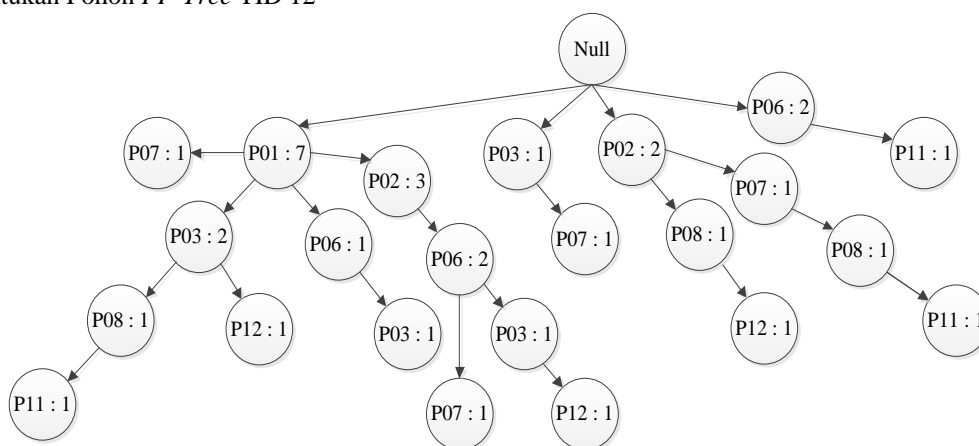 Pohon FP-Tree TID 12
Null
P06 : 2
P07 : 1
P01 : 7
P03 : 1
P02 : 2
P11 : 1
P02 : 3
P07 : 1
P03 : 2
P06 : 1
P07 : 1
P08 : 1
P08 : 1
P06 : 2
P08 : 1
P12 : 1
P03 : 1
P03 : 1
P12 : 1
P11 : 1
P11 : 1
P07 : 1
P12 : 1